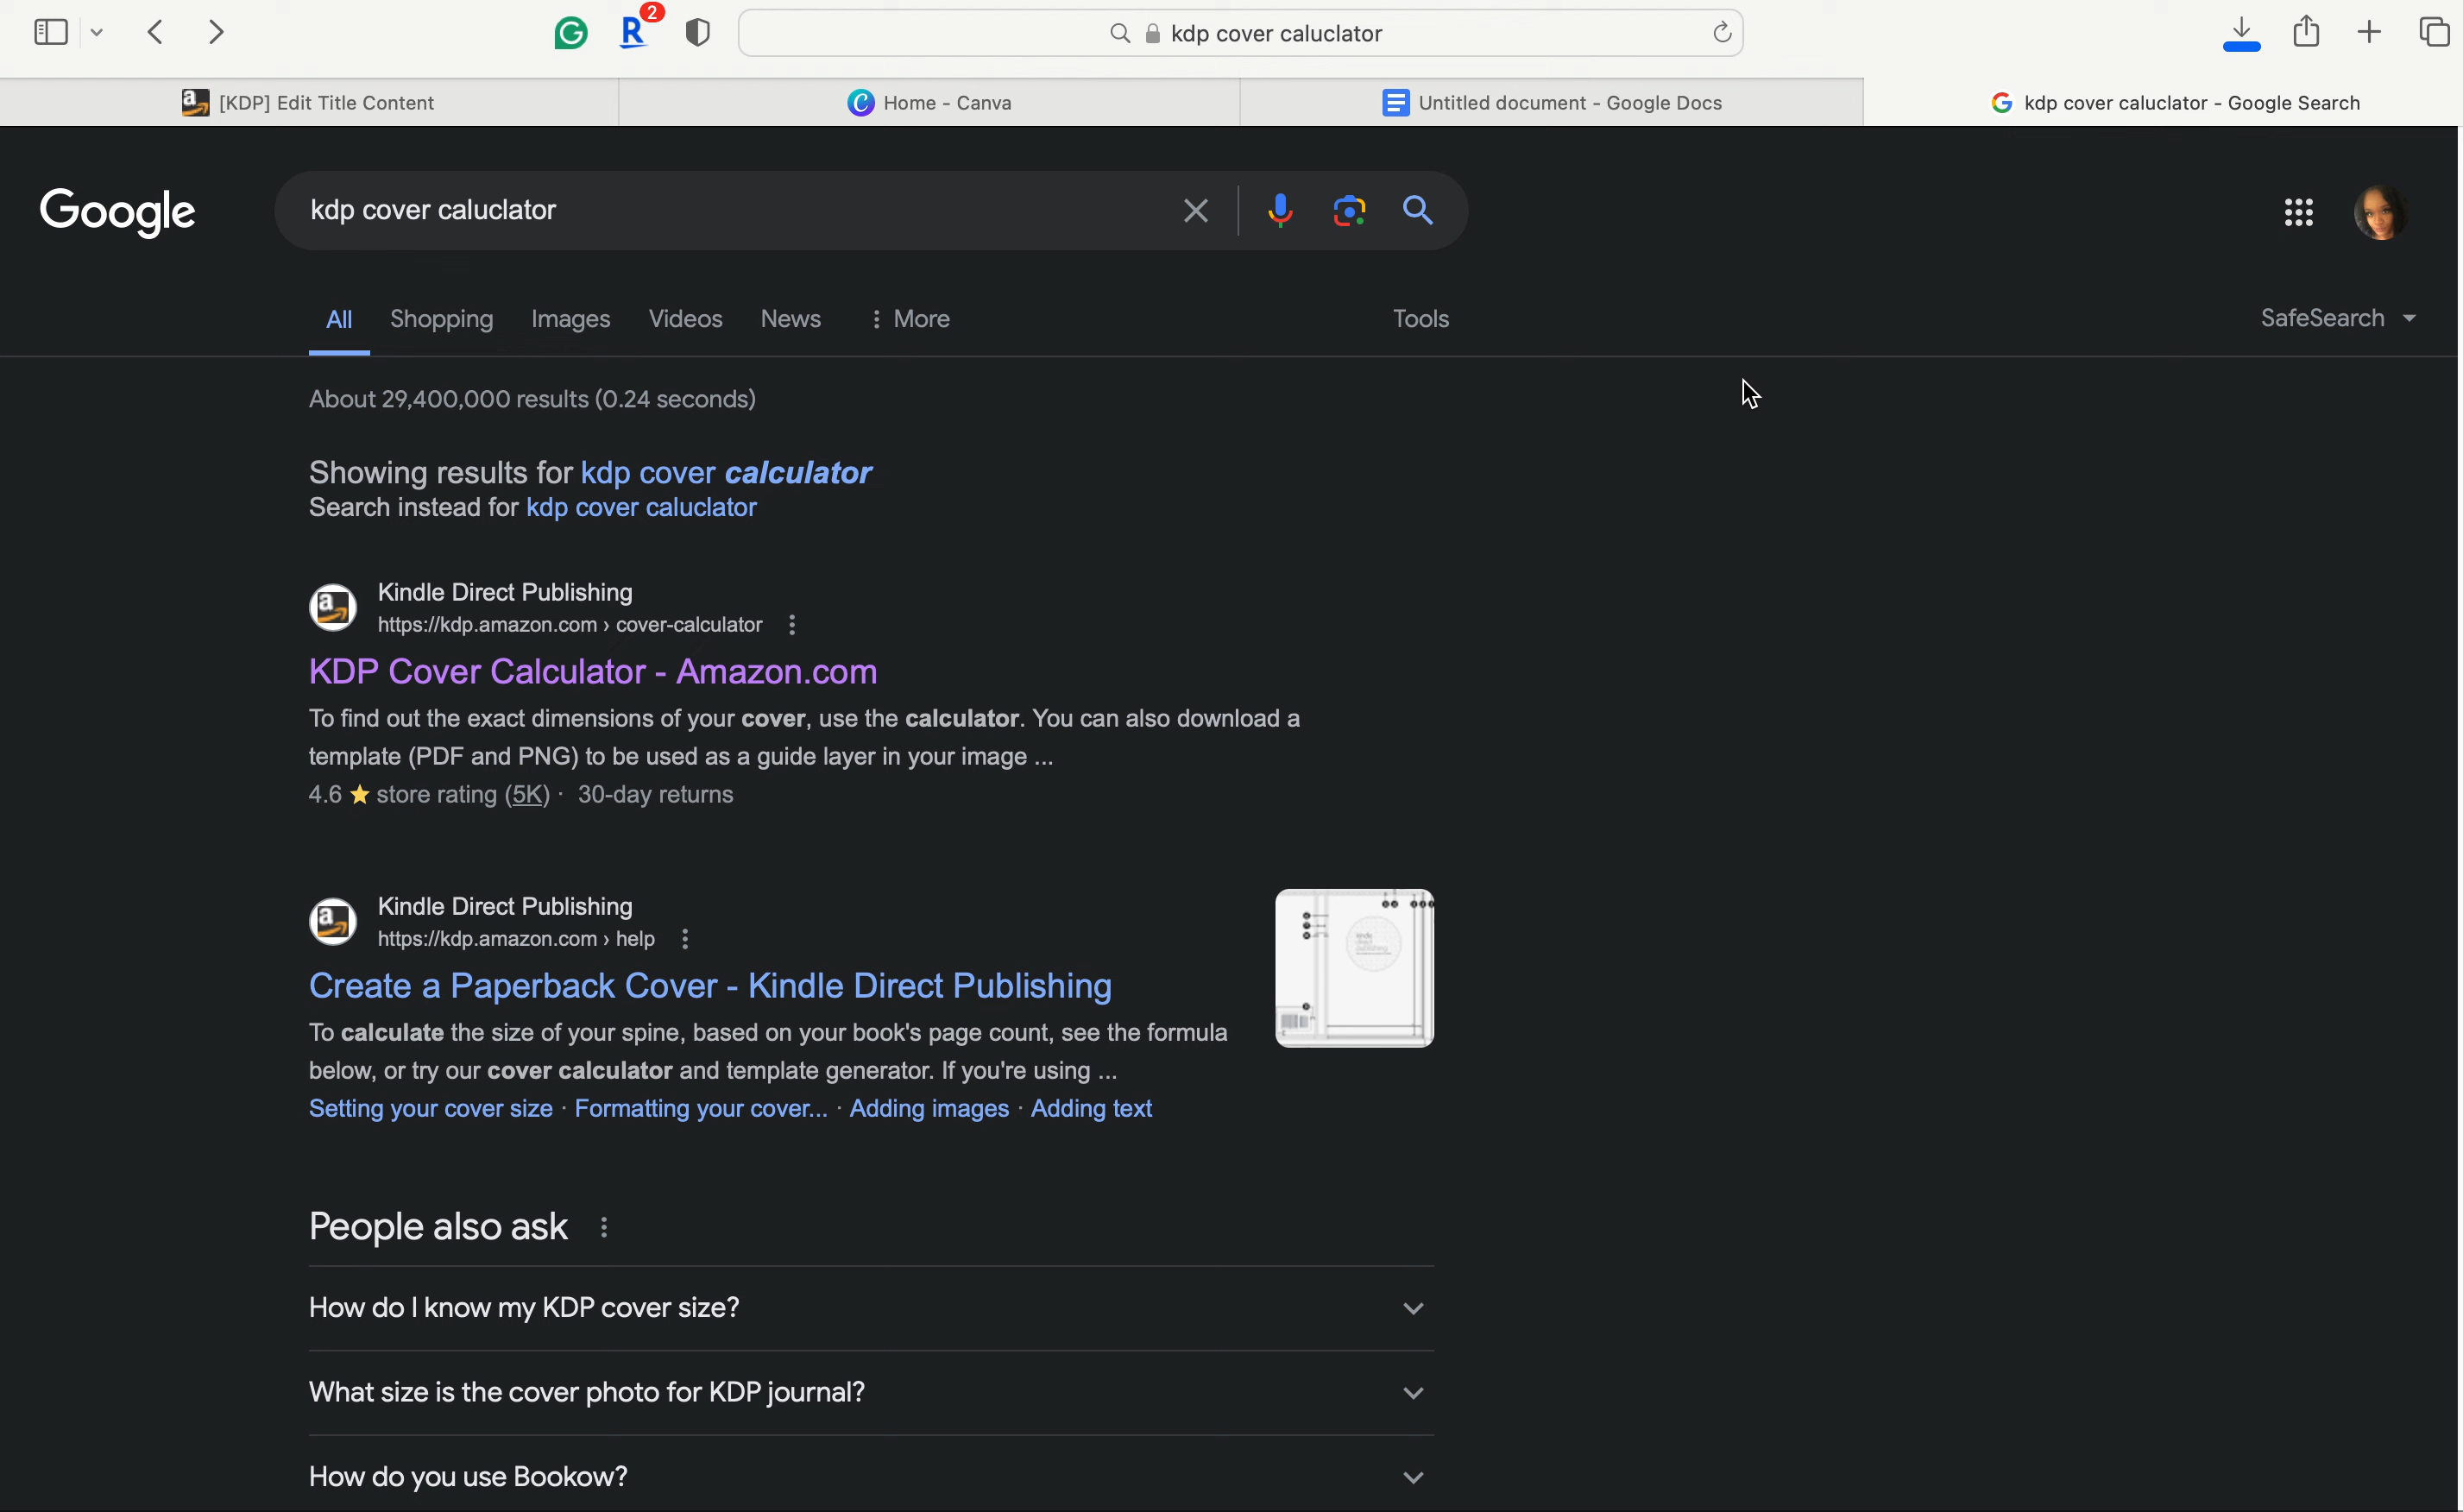 2
kdp cover caluclator
[KDP] Edit Title Content
Home - Canva
Untitled document - Google Docs
kdp cover caluclator - Google Search
Google
kdp cover caluclator
All
Shopping
Images
Videos
News
More
Tools
SafeSearch
About 29,400,000 results (0.24 seconds)
Showing results for kdp cover calculator
Search instead for kdp cover caluclator
Kindle Direct Publishing
https://kdp.amazon.com › cover-calculator
KDP Cover Calculator - Amazon.com
To find out the exact dimensions of your cover, use the calculator. You can also download a
template (PDF and PNG) to be used as a guide layer in your image ...
4.6 ★ store rating (5K) · 30-day returns
Kindle Direct Publishing
https://kdp.amazon.com › help
Create a Paperback Cover - Kindle Direct Publishing
To calculate the size of your spine, based on your book's page count, see the formula
below, or try our cover calculator and template generator. If you're using ...
Setting your cover size · Formatting your cover... · Adding images · Adding text
People also ask
How do I know my KDP cover size?
What size is the cover photo for KDP journal?
How do you use Bookow?